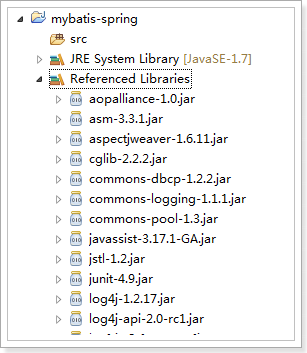 mybatis-spring
src
JRE System Library [JavaSE-1.7]
Referenced Libraries
aopalliance-1.0.jar
asm-3.3.1.jar
aspectjweaver-1.6.11.jar
cglib-2.2.2.jar
commons-dbcp-1.2.2.jar
commons-logging-1.1.1.jar
commons-pool-1.3.jar
javassist-3.17.1-GA.jar
jstl-1.2.jar
junit-4.9.jar
log4j-1.2.17.jar
log4j-api-2.0-rc1.jar